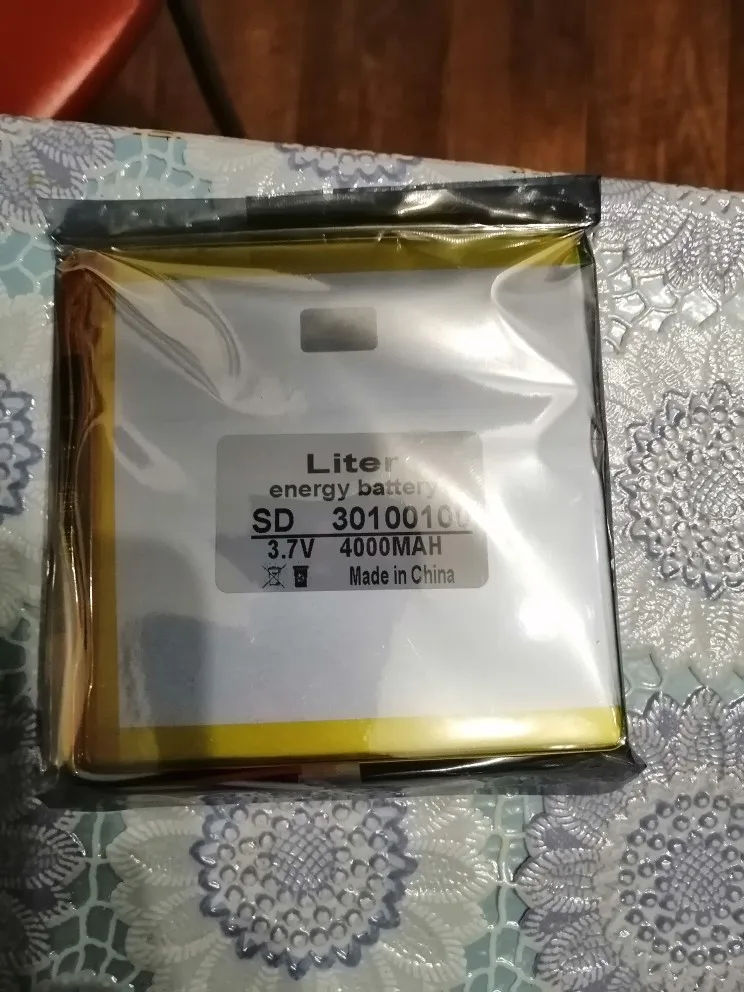 Liter
energy battery
SD 30100100
3.7V 4000MAH
Made in China